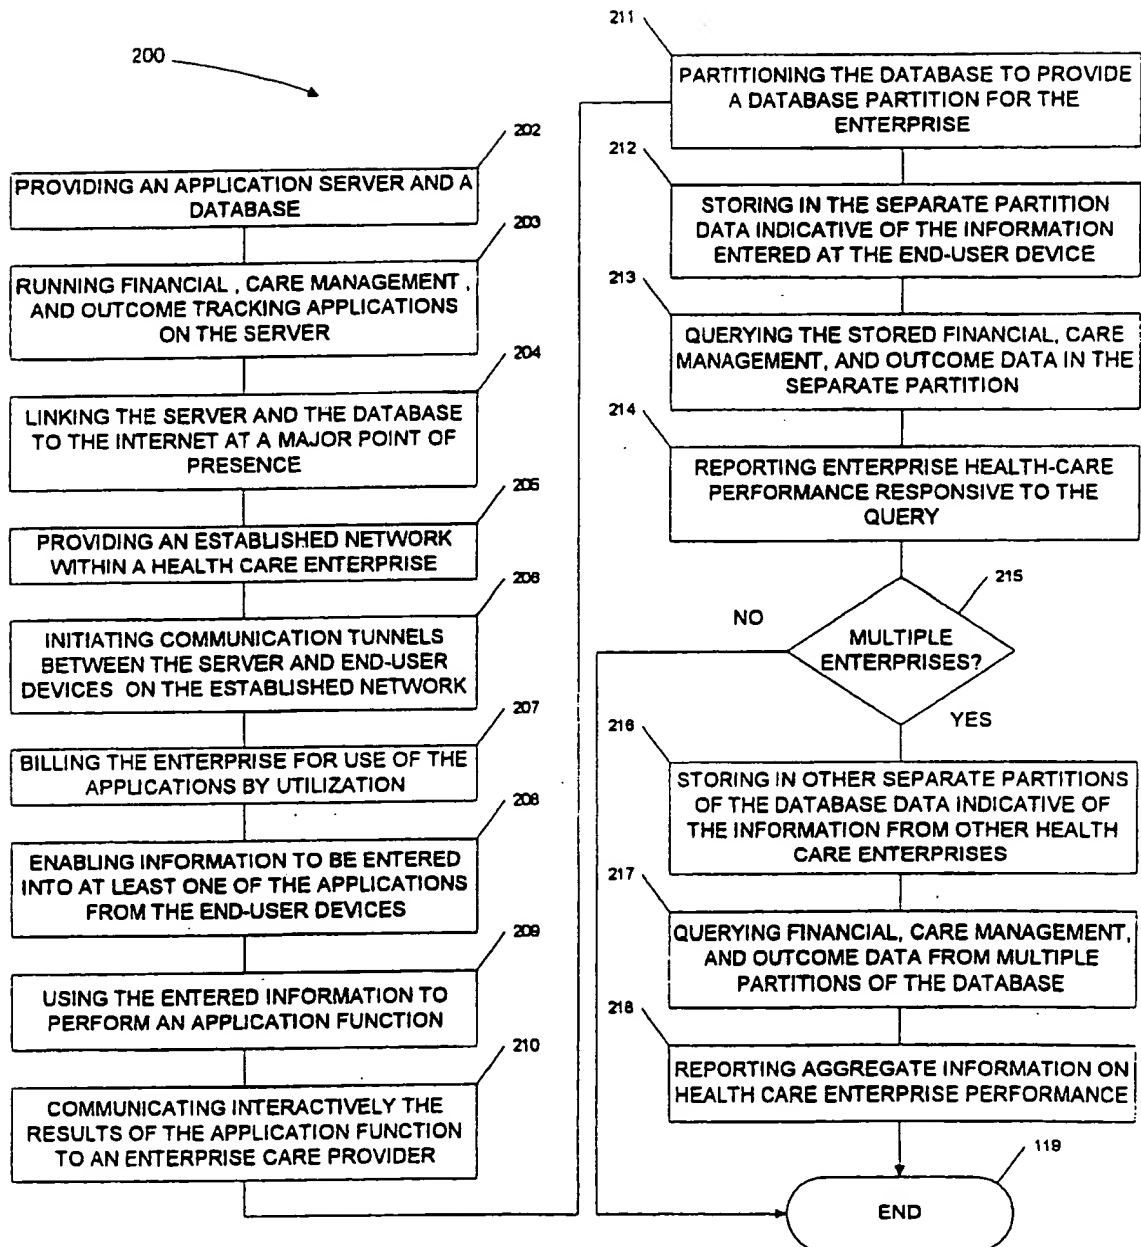 200
202
PROVIDING AN APPLICATION SERVER AND A
DATABASE
203
RUNNING FINANCIAL , CARE MANAGEMENT ,
AND OUTCOME TRACKING APPLICATIONS
ON THE SERVER
204
LINKING THE SERVER AND THE DATABASE
TO THE INTERNET AT A MAJOR POINT OF
PRESENCE
205
PROVIDING AN ESTABLISHED NETWORK
WITHIN A HEALTH CARE ENTERPRISE
206
INITIATING COMMUNICATION TUNNELS
BETWEEN THE SERVER AND END-USER
DEVICES ON THE ESTABLISHED NETWORK
207
BILLING THE ENTERPRISE FOR USE OF THE
APPLICATIONS BY UTILIZATION
208
ENABLING INFORMATION TO BE ENTERED
INTO AT LEAST ONE OF THE APPLICATIONS
FROM THE END-USER DEVICES
209
USING THE ENTERED INFORMATION TO
PERFORM AN APPLICATION FUNCTION
210
COMMUNICATING INTERACTIVELY THE
RESULTS OF THE APPLICATION FUNCTION
TO AN ENTERPRISE CARE PROVIDER
211
PARTITIONING THE DATABASE TO PROVIDE
A DATABASE PARTITION FOR THE
ENTERPRISE
212
STORING IN THE SEPARATE PARTITION
DATA INDICATIVE OF THE INFORMATION
ENTERED AT THE END-USER DEVICE
213
QUERYING THE STORED FINANCIAL, CARE
MANAGEMENT, AND OUTCOME DATA IN THE
SEPARATE PARTITION
214
REPORTING ENTERPRISE HEALTH-CARE
PERFORMANCE RESPONSIVE TO THE
QUERY
215
NO
MULTIPLE
ENTERPRISES?
YES
216
STORING IN OTHER SEPARATE PARTITIONS
OF THE DATABASE DATA INDICATIVE OF
THE INFORMATION FROM OTHER HEALTH
CARE ENTERPRISES
217
QUERYING FINANCIAL, CARE MANAGEMENT,
AND OUTCOME DATA FROM MULTIPLE
PARTITIONS OF THE DATABASE
218
REPORTING AGGREGATE INFORMATION ON
HEALTH CARE ENTERPRISE PERFORMANCE
119
END